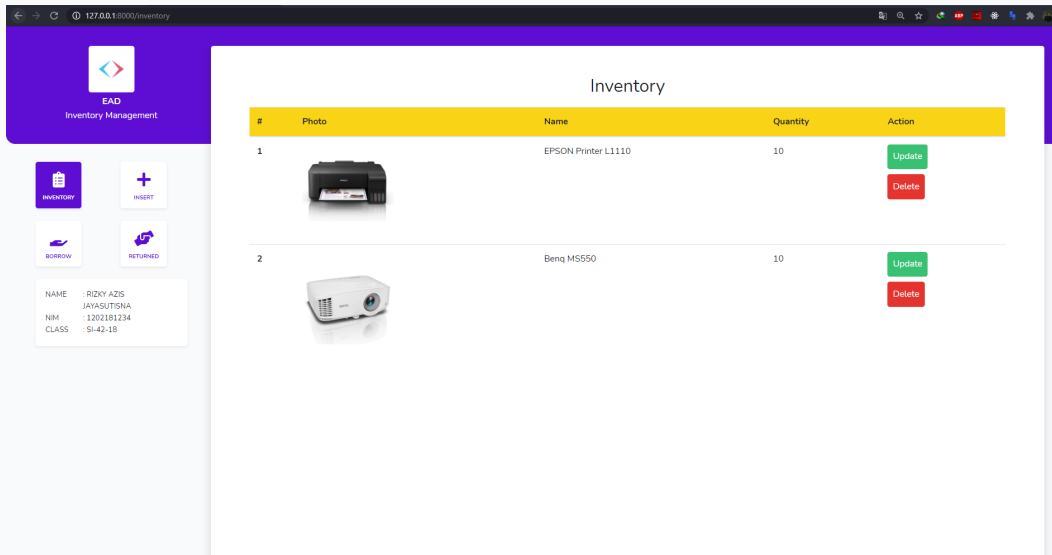 127.0.0.1:8000/inventory
ABP
EAD
Inventory Management
INVENTORY
INSERT
BORROW
RETURNED
NAME : RIZKY AZIS
JAYASUTISNA
NIM : 1202181234
CLASS : SI-42-18
Inventory
# Photo Name Quantity Action
1 EPSON Printer L1110 10 Update
Delete
2 Benq MS550 10 Update
Delete